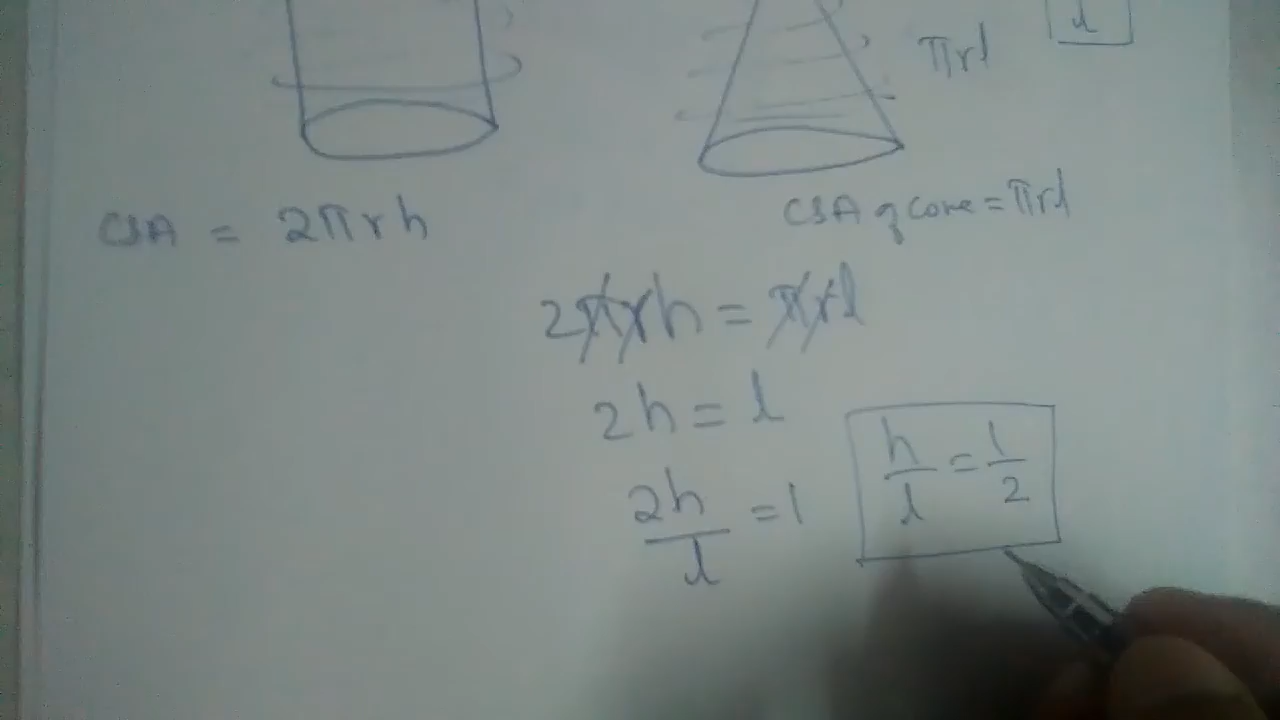 l
πrl
CSA = 2πrh
CSA of cone = πrl
2πrh = πrl
2h = l
2h/l = 1
h/l = 1/2